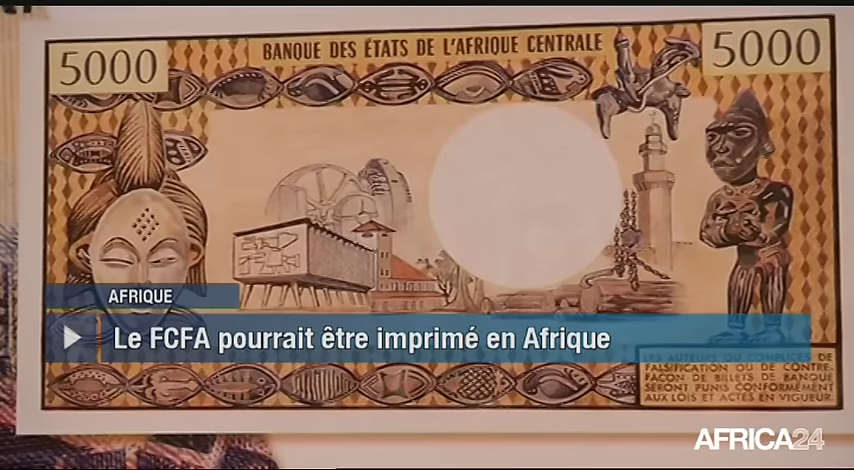 5000
BANQUE DES ÉTATS DE L'AFRIQUE CENTRALE
5000
AFRIQUE
Le FCFA pourrait être imprimé en Afrique
LES AUTEURS OU COMPLICES DE
FALSIFICATION OU DE CONTRE-
FAÇON DE BILLETS DE BANQUE
SERONT PUNIS CONFORMÉMENT
AUX LOIS ET ACTES EN VIGUEUR.
AFRICA24